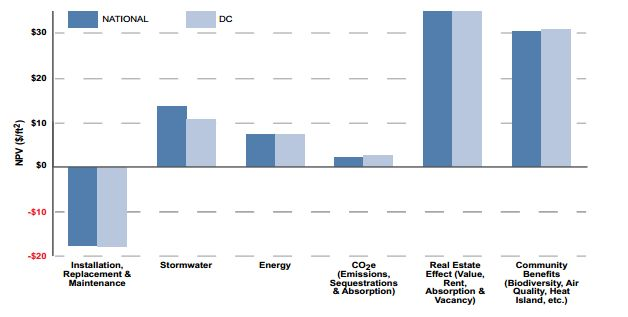 NATIONAL DC
$30
$20
$10
$0
-$10
-$20
NPV ($/ft²)
Installation,
Replacement &
Maintenance
Stormwater
Energy
CO₂e
(Emissions,
Sequestrations
& Absorption)
Real Estate
Effect (Value,
Rent,
Absorption &
Vacancy)
Community
Benefits
(Biodiversity, Air
Quality, Heat
Island, etc.)